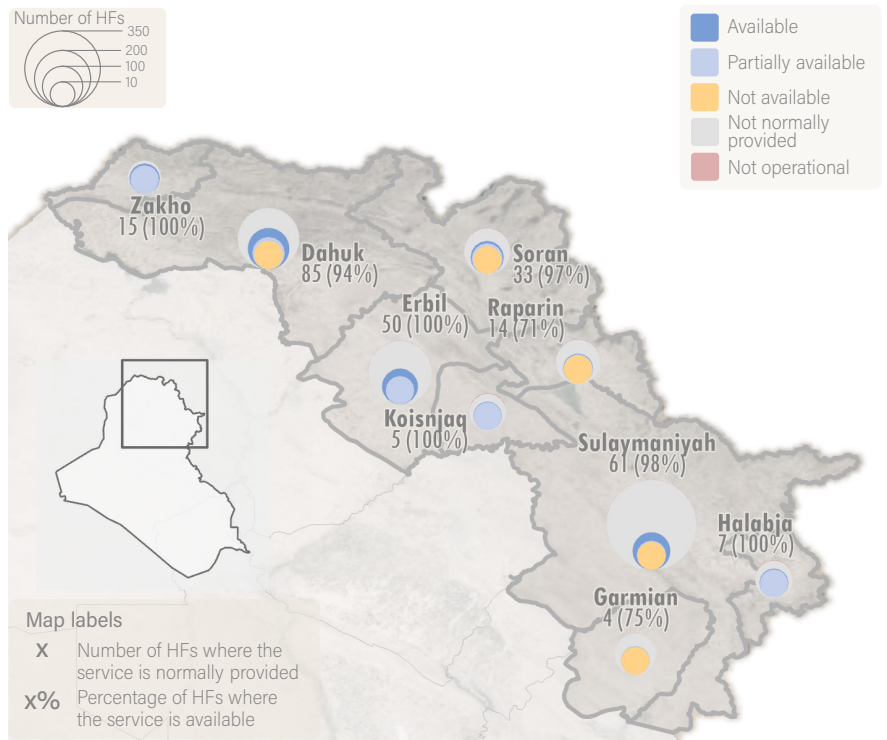 Number of HFs
350
200
100
10
Available
Partially available
Not available
Not normally
provided
Not operational
Zakho
15 (100%)
Dahuk
85 (94%)
Soran
33 (97%)
Erbil
50 (100%)
Raparin
14 (71%)
Koisnjaq
5 (100%)
Sulaymaniyah
61 (98%)
Halabja
7 (100%)
Garmian
4 (75%)
Map labels
x Number of HFs where the
service is normally provided
x% Percentage of HFs where
the service is available